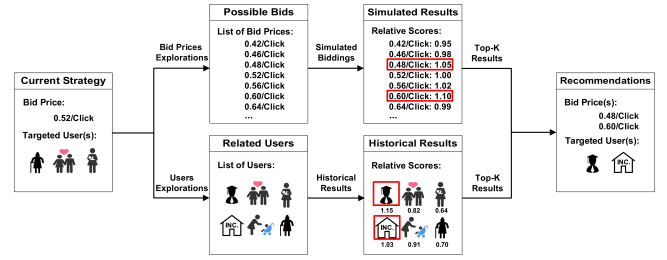 Current Strategy
Bid Price:
0.52/Click
Targeted User(s):
Bid Prices
Explorations
Users
Explorations
Possible Bids
List of Bid Prices:
0.42/Click
0.46/Click
0.48/Click
0.52/Click
0.56/Click
0.60/Click
0.64/Click
...
Related Users
List of Users:
INC.
Simulated
Biddings
Historical
Results
Simulated Results
Relative Scores:
0.42/Click: 0.95
0.46/Click: 0.98
0.48/Click: 1.05
0.52/Click: 1.00
0.56/Click: 1.02
0.60/Click: 1.10
0.64/Click: 0.99
...
Historical Results
Relative Scores:
1.15 0.82 0.64
INC.
1.03 0.91 0.70
Top-K
Results
Top-K
Results
Recommendations
Bid Price(s):
0.48/Click
0.60/Click
Targeted User(s):
INC.